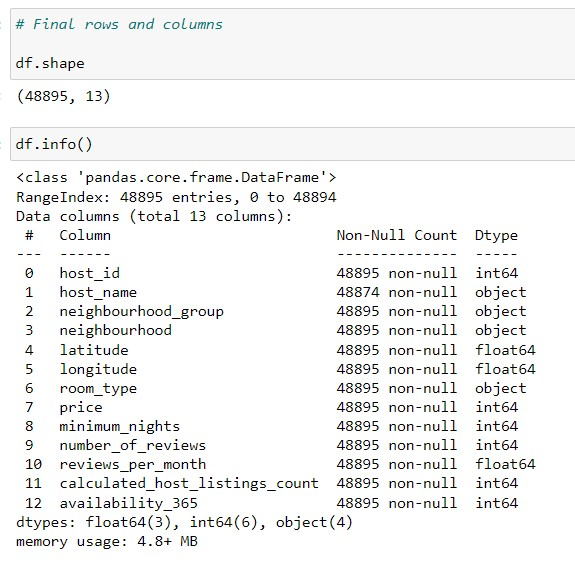 # Final rows and columns
df.shape
(48895, 13)
df.info()
<class 'pandas.core.frame.DataFrame'>
RangeIndex: 48895 entries, 0 to 48894
Data columns (total 13 columns):
 #   Column                          Non-Null Count  Dtype
---  ------                          --------------  -----
 0   host_id                         48895 non-null  int64
 1   host_name                       48874 non-null  object
 2   neighbourhood_group             48895 non-null  object
 3   neighbourhood                   48895 non-null  object
 4   latitude                        48895 non-null  float64
 5   longitude                       48895 non-null  float64
 6   room_type                       48895 non-null  object
 7   price                           48895 non-null  int64
 8   minimum_nights                  48895 non-null  int64
 9   number_of_reviews               48895 non-null  int64
 10  reviews_per_month               48895 non-null  float64
 11  calculated_host_listings_count  48895 non-null  int64
 12  availability_365                48895 non-null  int64
dtypes: float64(3), int64(6), object(4)
memory usage: 4.8+ MB